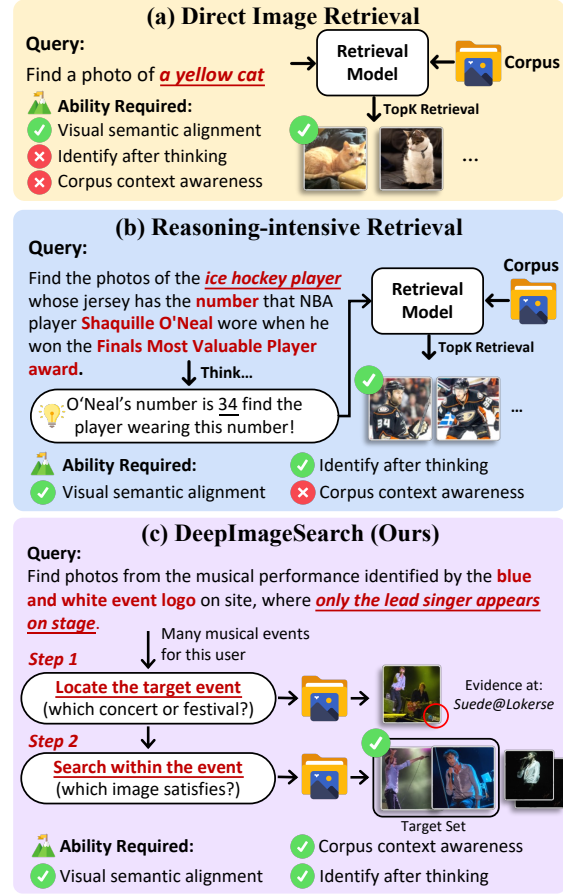 (a) Direct Image Retrieval
Query:
Find a photo of a yellow cat
Retrieval
Model
Corpus
TopK Retrieval
Ability Required:
Visual semantic alignment
Identify after thinking
Corpus context awareness
...
(b) Reasoning-intensive Retrieval
Query:
Find the photos of the ice hockey player
whose jersey has the number that NBA
player Shaquille O'Neal wore when he
won the Finals Most Valuable Player
award.
Think...
O'Neal's number is 34 find the
player wearing this number!
Corpus
Retrieval
Model
TopK Retrieval
34
...
Ability Required:
Identify after thinking
Visual semantic alignment
Corpus context awareness
(c) DeepImageSearch (Ours)
Query:
Find photos from the musical performance identified by the blue
and white event logo on site, where only the lead singer appears
on stage.
Many musical events
for this user
Step 1
Locate the target event
(which concert or festival?)
Evidence at:
Suede@Lokerse
Step 2
Search within the event
(which image satisfies?)
Target Set
Ability Required:
Corpus context awareness
Visual semantic alignment
Identify after thinking